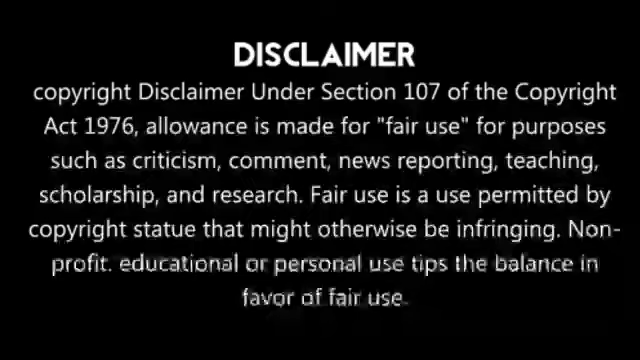 DISCLAIMER
copyright Disclaimer Under Section 107 of the Copyright
Act 1976, allowance is made for "fair use" for purposes
such as criticism, comment, news reporting, teaching,
scholarship, and research. Fair use is a use permitted by
copyright statue that might otherwise be infringing. Non-
profit. educational or personal use tips the balance in
favor of fair use.